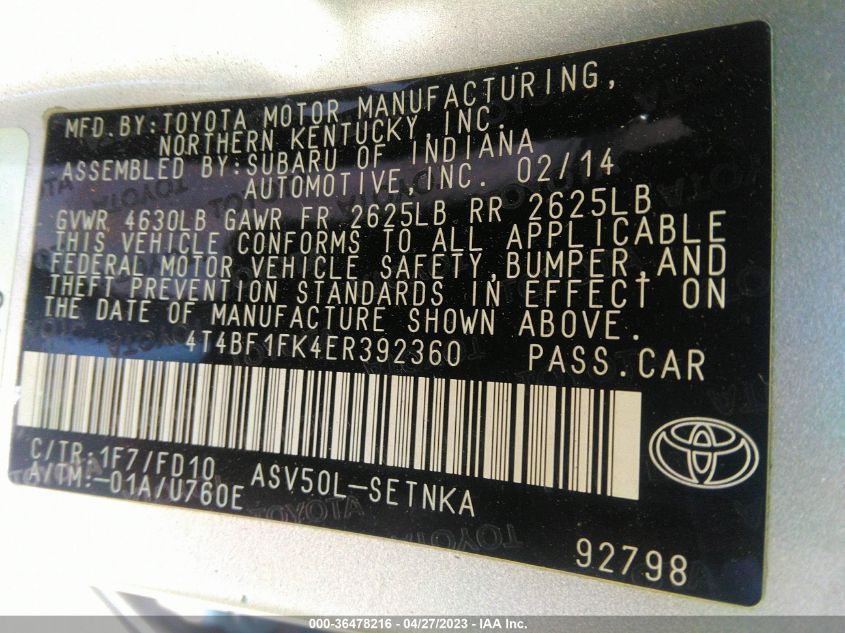 MFD.BY:TOYOTA MOTOR MANUFACTURING,
NORTHERN KENTUCKY,INC.
ASSEMBLED BY:SUBARU OF INDIANA
AUTOMOTIVE,INC. 02/14
GVWR 4630LB GAWR FR 2625LB RR 2625LB
THIS VEHICLE CONFORMS TO ALL APPLICABLE
FEDERAL MOTOR VEHICLE SAFETY,BUMPER,AND
THEFT PREVENTION STANDARDS IN EFFECT ON
THE DATE OF MANUFACTURE SHOWN ABOVE.
4T4BF1FK4ER392360 PASS.CAR
C/TR:1F7/FD10
A/TM:-01A/U760E ASV50L-SETNKA
92798
000-36478216 - 04/27/2023 - IAA Inc.